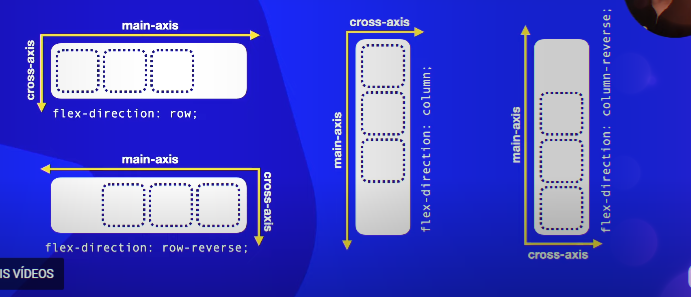 main-axis
cross-axis
flex-direction: row;
main-axis
cross-axis
flex-direction: row-reverse;
cross-axis
main-axis
flex-direction: column;
main-axis
cross-axis
flex-direction: column-reverse;
IS VÍDEOS